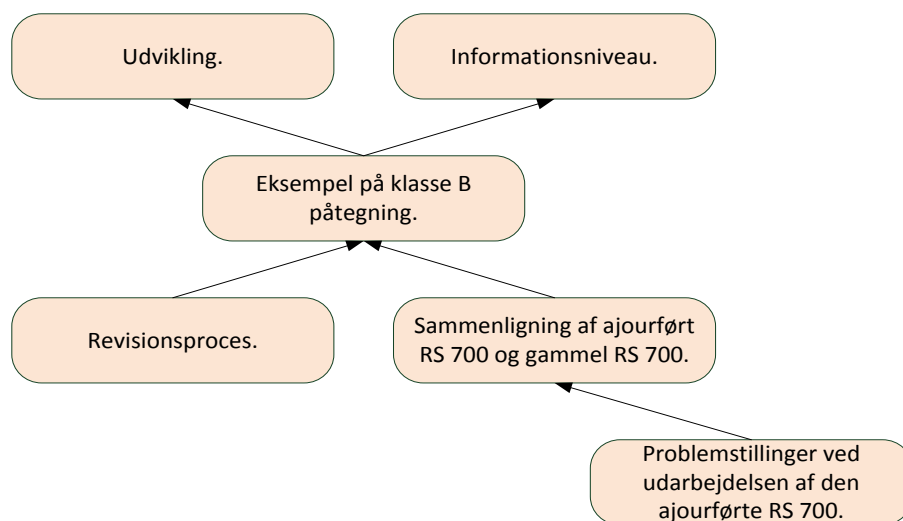 Udvikling.
Informationsniveau.
Eksempel på klasse B
påtegning.
Revisionsproces.
Sammenligning af ajourført
RS 700 og gammel RS 700.
Problemstillinger ved
udarbejdelsen af den
ajourførte RS 700.